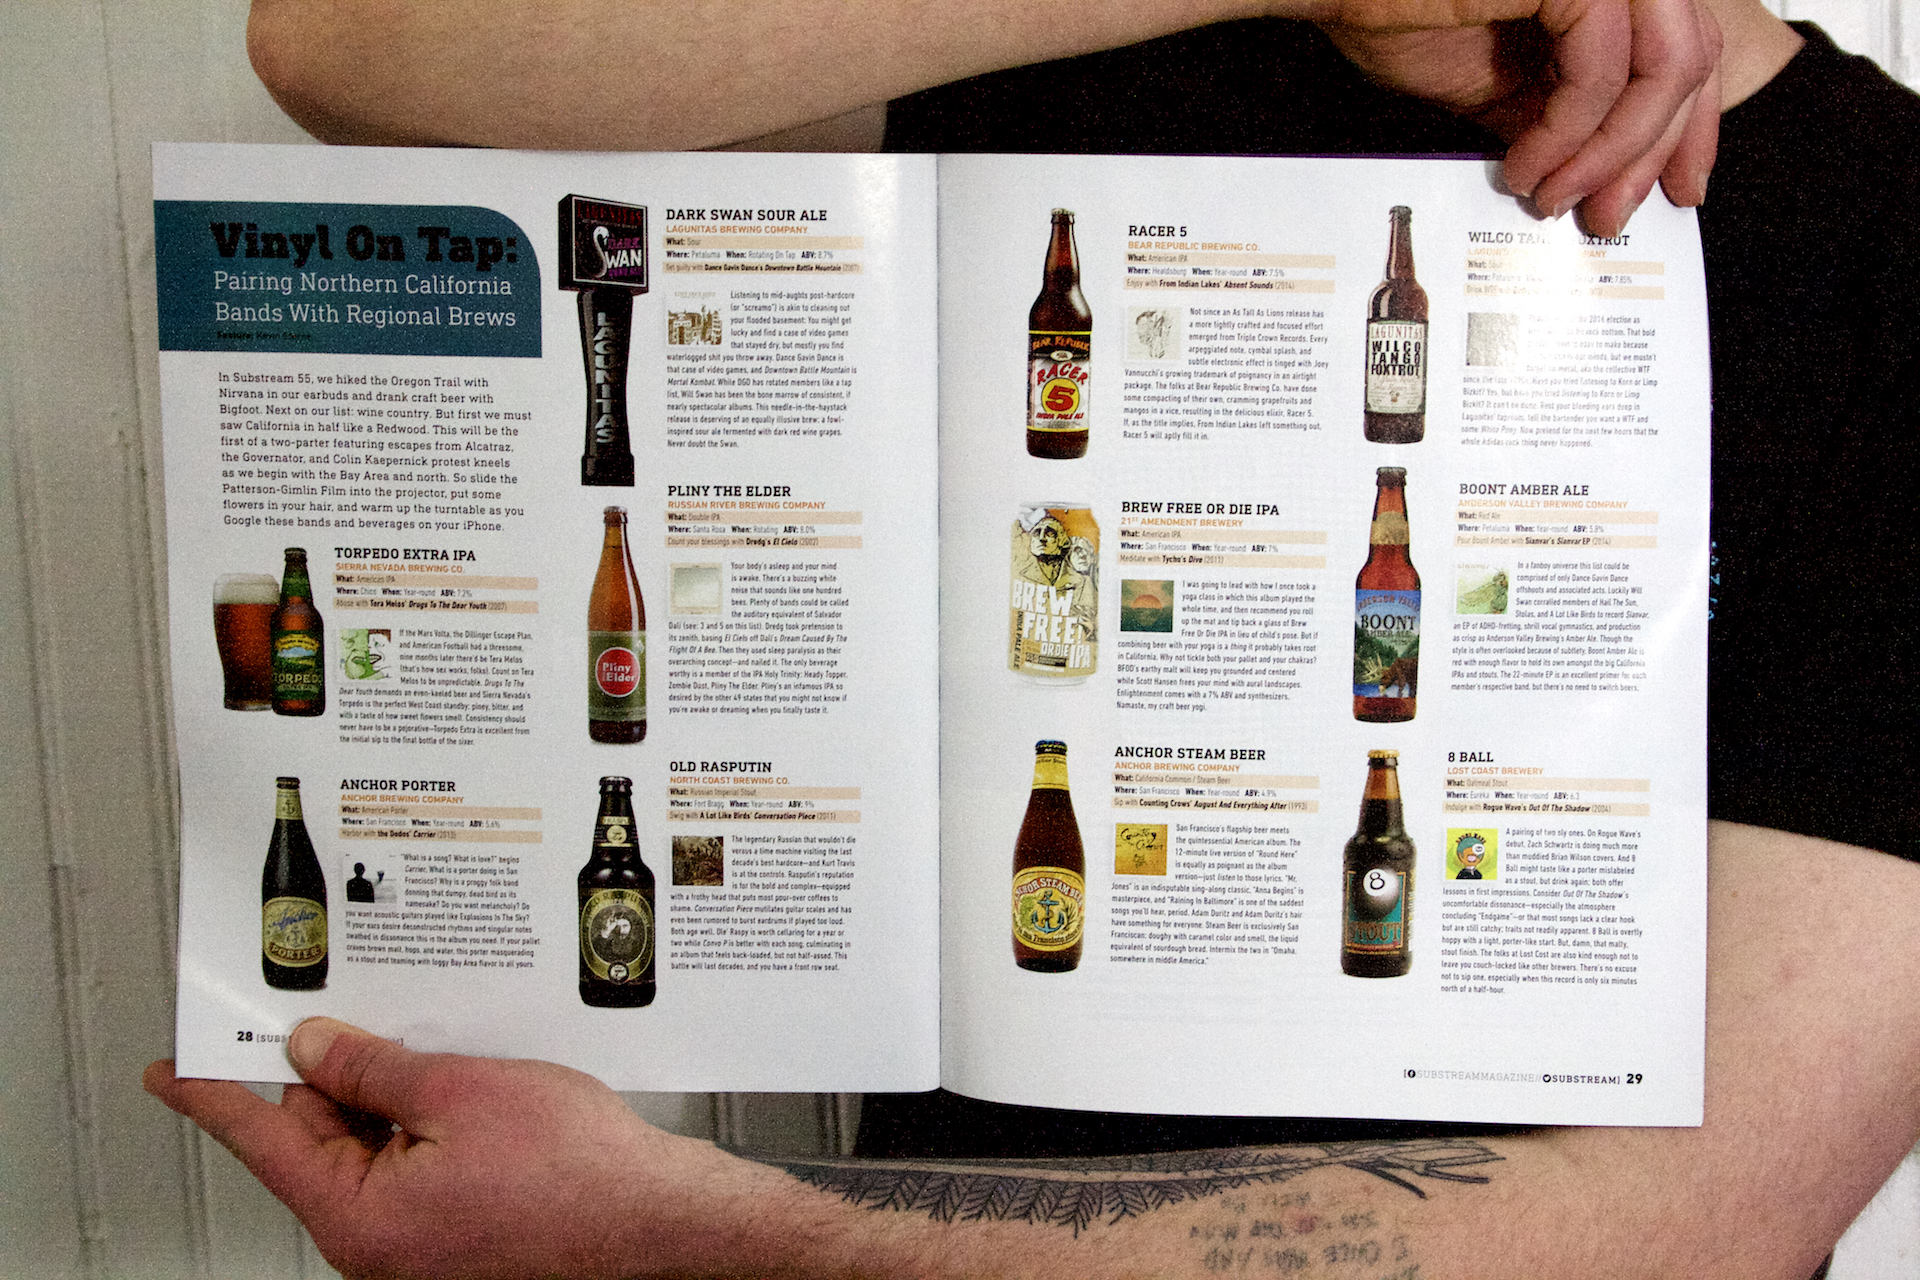 Vinyl On Tap:
Pairing Northern California
Bands With Regional Brews
Feature: Kevin
In Substream 55, we hiked the Oregon Trail with
Nirvana in our earbuds and drank craft beer with
Bigfoot. Next on our list: wine country. But first we must
saw California in half like a Redwood. This will be the
first of a two-parter featuring escapes from Alcatraz,
the Governator, and Colin Kaepernick protest kneels
as we begin with the Bay Area and north. So slide the
Patterson-Gimlin Film into the projector, put some
flowers in your hair, and warm up the turntable as you
Google these bands and beverages on your iPhone.
TORPEDO EXTRA IPA
SIERRA NEVADA BREWING CO.
What: American IPA
Where: Chico When: Year-round ABV: 7.2%
Abuse with Tera Melos' Drugs To The Dear Youth (2007)
If the Mars Volta, the Dillinger Escape Plan,
and American Football had a threesome,
nine months later there'd be Tera Melos
(that's how sex works, folks). Count on Tera
Melos to be unpredictable. Drugs To The
Dear Youth demands an even-keeled beer and Sierra Nevada's
Torpedo is the perfect West Coast standby: piney, bitter, and
with a taste of how sweet flowers smell. Consistency should
never have to be a pejorative—Torpedo Extra is excellent from
the initial sip to the final bottle of the sixer.
TORPEDO
ANCHOR PORTER
ANCHOR BREWING COMPANY
What: American Porter
Where: San Francisco When: Year-round ABV: 5.6%
Harbor with the Dodos' Carrier (2013)
"What is a song? What is love?" begins
Carrier. What is a porter doing in San
Francisco? Why is a proggy folk band
donning that dumpy, dead bird as its
namesake? Do you want melancholy? Do
you want acoustic guitars played like Explosions In The Sky?
If your ears desire deconstructed rhythms and singular notes
swathed in dissonance this is the album you need. If your pallet
craves brown malt, hops, and water, this porter masquerading
as a stout and teaming with foggy Bay Area flavor is all yours.
Anchor
PORTER
28 [SUBS
DARK SWAN SOUR ALE
LAGUNITAS BREWING COMPANY
What: Sour
Where: Petaluma When: Rotating On Tap ABV: 8.7%
Get guilty with Dance Gavin Dance's Downtown Battle Mountain (2007)
Listening to mid-aughts post-hardcore
(or "screamo") is akin to cleaning out
your flooded basement: You might get
lucky and find a case of video games
that stayed dry, but mostly you find
waterlogged shit you throw away. Dance Gavin Dance is
that case of video games, and Downtown Battle Mountain is
Mortal Kombat. While DGD has rotated members like a tap
list, Will Swan has been the bone marrow of consistent, if
nearly spectacular albums. This needle-in-the-haystack
release is deserving of an equally illusive brew; a fowl-
inspired sour ale fermented with dark red wine grapes.
Never doubt the Swan.
LAGUNITAS
DARK
SWAN
LAGUNITAS
PLINY THE ELDER
RUSSIAN RIVER BREWING COMPANY
What: Double IPA
Where: Santa Rosa When: Rotating ABV: 8.0%
Count your blessings with Dredg's El Cielo (2002)
Your body's asleep and your mind
is awake. There's a buzzing white
noise that sounds like one hundred
bees. Plenty of bands could be called
the auditory equivalent of Salvador
Dali (see: 3 and 5 on this list). Dredg took pretension to
its zenith, basing El Cielo off Dali's Dream Caused By The
Flight Of A Bee. Then they used sleep paralysis as their
overarching concept—and nailed it. The only beverage
worthy is a member of the IPA Holy Trinity: Heady Topper,
Zombie Dust, Pliny The Elder. Pliny's an infamous IPA so
desired by the other 49 states that you might not know if
you're awake or dreaming when you finally taste it.
Pliny
the Elder
OLD RASPUTIN
NORTH COAST BREWING CO.
What: Russian Imperial Stout
Where: Fort Bragg When: Year-round ABV: 9%
Swig with A Lot Like Birds' Conversation Piece (2011)
The legendary Russian that wouldn't die
versus a time machine visiting the last
decade's best hardcore—and Kurt Travis
is at the controls. Rasputin's reputation
is for the bold and complex—equipped
with a frothy head that puts most pour-over coffees to
shame. Conversation Piece mutilates guitar scales and has
even been rumored to burst eardrums if played too loud.
Both age well. Ole' Raspy is worth cellaring for a year or
two while Convo P is better with each song, culminating in
an album that feels back-loaded, but not half-assed. This
battle will last decades, and you have a front row seat.
RACER 5
BEAR REPUBLIC BREWING CO.
What: American IPA
Where: Healdsburg When: Year-round ABV: 7.5%
Enjoy with From Indian Lakes' Absent Sounds (2014)
Not since an As Tall As Lions release has
a more tightly crafted and focused effort
emerged from Triple Crown Records. Every
arpeggiated note, cymbal splash, and
subtle electronic effect is tinged with Joey
Vannucchi's growing trademark of poignancy in an airtight
package. The folks at Bear Republic Brewing Co. have done
some compacting of their own, cramming grapefruits and
mangos in a vice, resulting in the delicious elixir, Racer 5.
If, as the title implies, From Indian Lakes left something out,
Racer 5 will aptly fill it in.
BEAR REPUBLIC
RACER
5
INDIA PALE ALE
BREW FREE OR DIE IPA
21ST AMENDMENT BREWERY
What: American IPA
Where: San Francisco When: Year-round ABV: 7%
Meditate with Tycho's Dive (2011)
I was going to lead with how I once took a
yoga class in which this album played the
whole time, and then recommend you roll
up the mat and tip back a glass of Brew
Free Or Die IPA in lieu of child's pose. But if
combining beer with your yoga is a thing it probably takes root
in California. Why not tickle both your pallet and your chakras?
BFOD's earthy malt will keep you grounded and centered
while Scott Hansen frees your mind with aural landscapes.
Enlightenment comes with a 7% ABV and synthesizers.
Namaste, my craft beer yogi.
BREW
FREE!
OR DIE
IPA
INDIA PALE ALE
ANCHOR STEAM BEER
ANCHOR BREWING COMPANY
What: California Common / Steam Beer
Where: San Francisco When: Year-round ABV: 4.9%
Sip with Counting Crows' August And Everything After (1993)
San Francisco's flagship beer meets
the quintessential American album. The
12-minute live version of "Round Here"
is equally as poignant as the album
version—just listen to those lyrics. "Mr.
Jones" is an indisputable sing-along classic, "Anna Begins" is
masterpiece, and "Raining In Baltimore" is one of the saddest
songs you'll hear, period. Adam Duritz and Adam Duritz's hair
have something for everyone. Steam Beer is exclusively San
Franciscan: doughy with caramel color and smell, the liquid
equivalent of sourdough bread. Intermix the two in "Omaha,
somewhere in middle America."
ANCHOR STEAM BEER
WILCO TA OXTROT
What: Sour
Where: ABV: 7.85%
the 2016 election as
rock bottom. That bold
easy to make because
our minds, but we mustn't
metal, aka the collective WTF
Have you tried listening to Korn or Limp
Bizkit? Yes, but have you tried listening to Korn or Limp
Bizkit? It can't be done. Rest your bleeding ears deep in
Lagunitas' taproom, tell the bartender you want a WTF and
some White Pony. Now pretend for the next few hours that the
whole Adidas rock thing never happened.
LAGUNITAS
WILCO
TANGO
FOXTROT
BOONT AMBER ALE
ANDERSON VALLEY BREWING COMPANY
What: Red Ale
Where: Petaluma When: Year-round ABV: 5.8%
Pour Boont Amber with Sianvar's Sianvar EP (2014)
In a fanboy universe this list could be
comprised of only Dance Gavin Dance
offshoots and associated acts. Luckily Will
Swan corralled members of Hail The Sun,
Stolas, and A Lot Like Birds to record Sianvar,
an EP of ADHD-fretting, shrill vocal gymnastics, and production
as crisp as Anderson Valley Brewing's Amber Ale. Though the
style is often overlooked because of subtlety, Boont Amber Ale is
red with enough flavor to hold its own amongst the big California
IPAs and stouts. The 22-minute EP is an excellent primer for each
member's respective band, but there's no need to switch beers.
BOONT
AMBER ALE
8 BALL
LOST COAST BREWERY
What: Oatmeal Stout
Where: Eureka When: Year-round ABV: 6.3
Indulge with Rogue Wave's Out Of The Shadow (2004)
A pairing of two sly ones. On Rogue Wave's
debut, Zach Schwartz is doing much more
than muddied Brian Wilson covers. And 8
Ball might taste like a porter mislabeled
as a stout, but drink again; both offer
lessons in first impressions. Consider Out Of The Shadow's
uncomfortable dissonance—especially the atmosphere
concluding "Endgame"—or that most songs lack a clear hook
but are still catchy; traits not readily apparent. 8 Ball is overtly
hoppy with a light, porter-like start. But, damn, that malty,
stout finish. The folks at Lost Cost are also kind enough not to
leave you couch-locked like other brewers. There's no excuse
not to sip one, especially when this record is only six minutes
north of a half-hour.
8
STOUT
[SUBSTREAMMAGAZINE//SUBSTREAM] 29